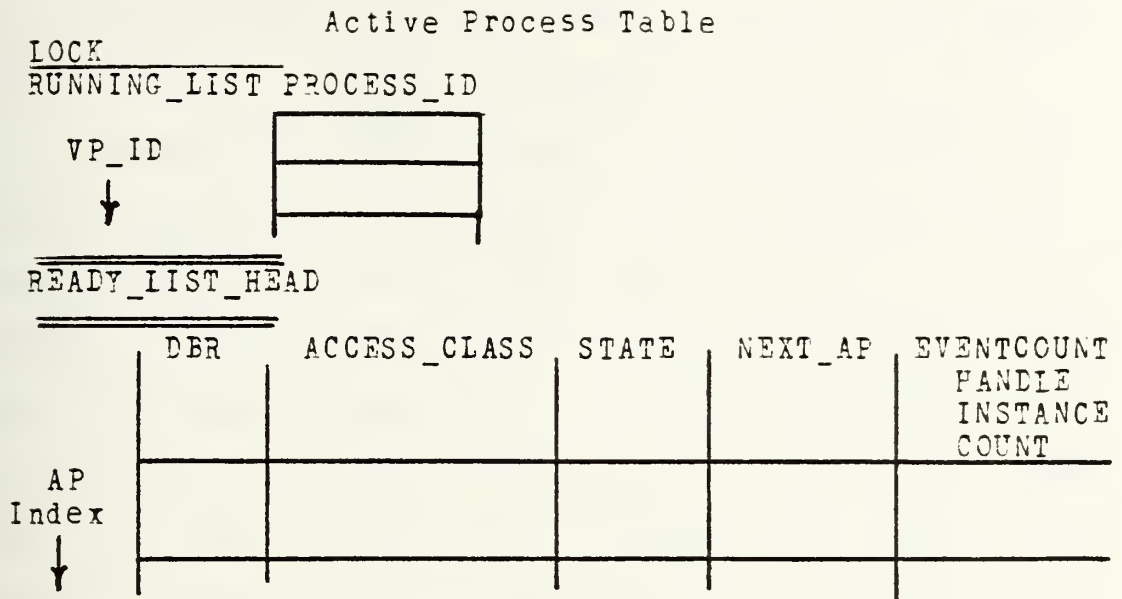 Active Process Table
LOCK
RUNNING_LIST PROCESS_ID
VP_ID
READY_LIST_HEAD
DBR ACCESS_CLASS STATE NEXT_AP EVENTCOUNT
HANDLE
INSTANCE
COUNT
AP
Index